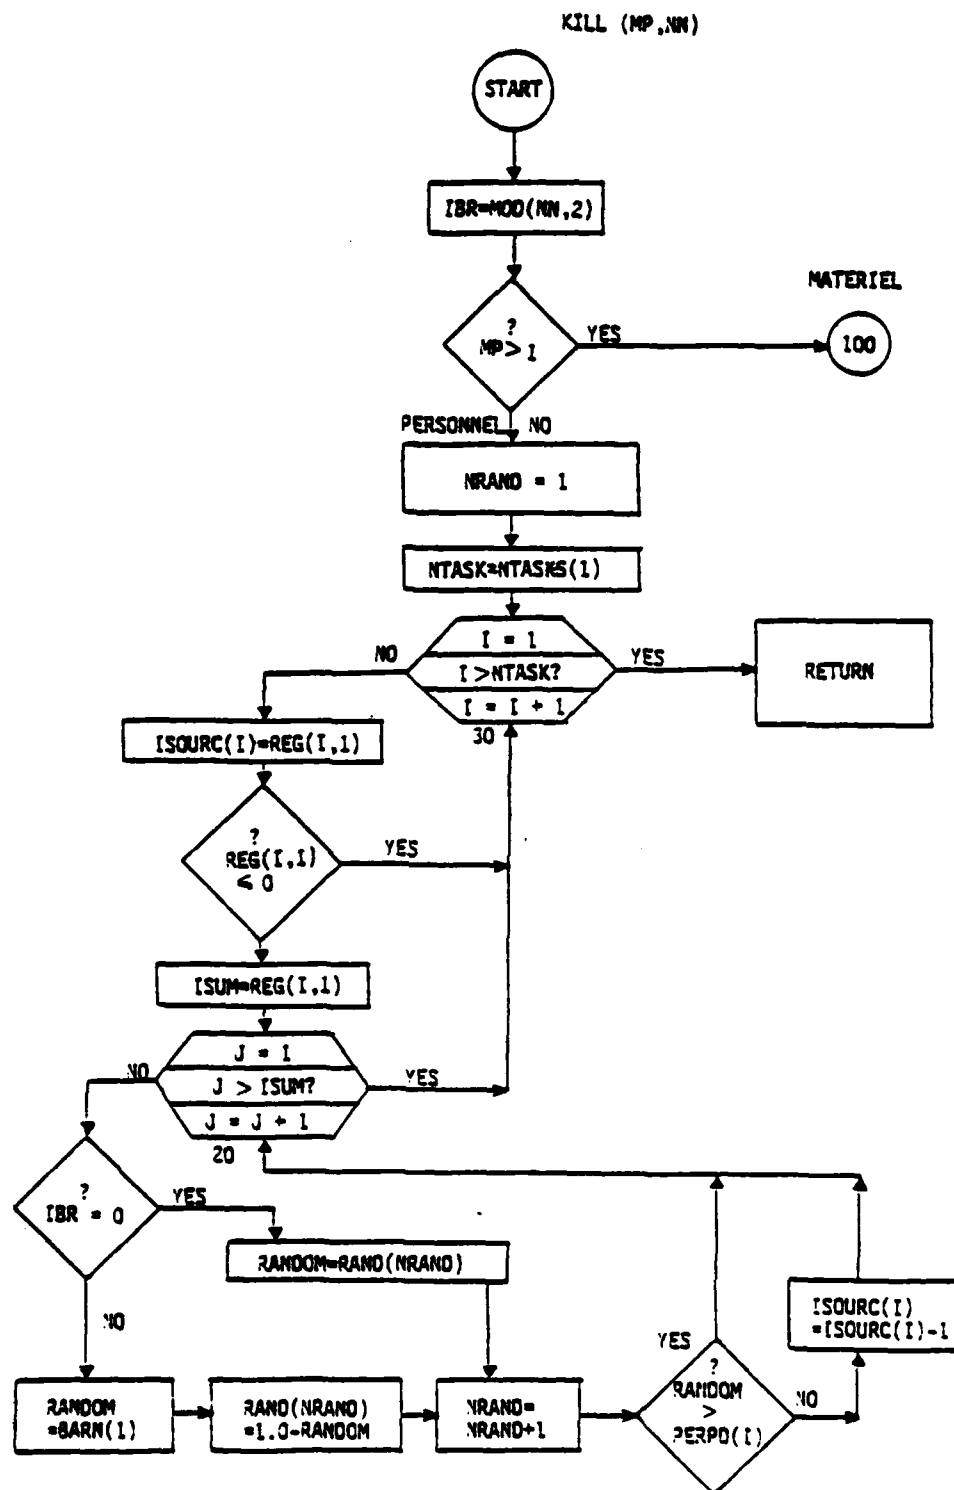 KILL (MP,NN)
START
IBR=MOD(NN,2)
MATERIEL
?
MP > 1
YES
100
PERSONNEL
NO
NRAND = 1
NTASK=NTASKS(1)
I = 1
I >NTASK?
I = I + 1
NO
YES
RETURN
30
ISOURC(I)=REG(I,1)
?
REG(I,1)
≤ 0
YES
ISUM=REG(I,1)
J = 1
J > ISUM?
J = J + 1
NO
YES
20
?
IBR = 0
YES
RANDOM=RAND(NRAND)
NO
ISOURC(I)
=ISOURC(I)-1
YES
?
RANDOM
>
PERPD(I)
NO
RANDOM
=BARN(1)
RAND(NRAND)
=1.0-RANDOM
NRAND=
NRAND+1